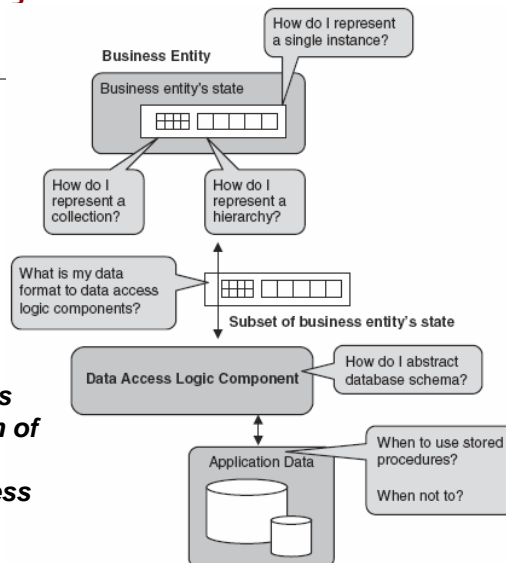 g
How do I represent
a single instance?
Business Entity
Business entity's state
How do I
represent a
collection?
How do I
represent a
hierarchy?
What is my data
format to data access
logic components?
Subset of business entity's state
Data Access Logic Component
How do I abstract
database schema?
s
n of
ess
Application Data
When to use stored
procedures?
When not to?